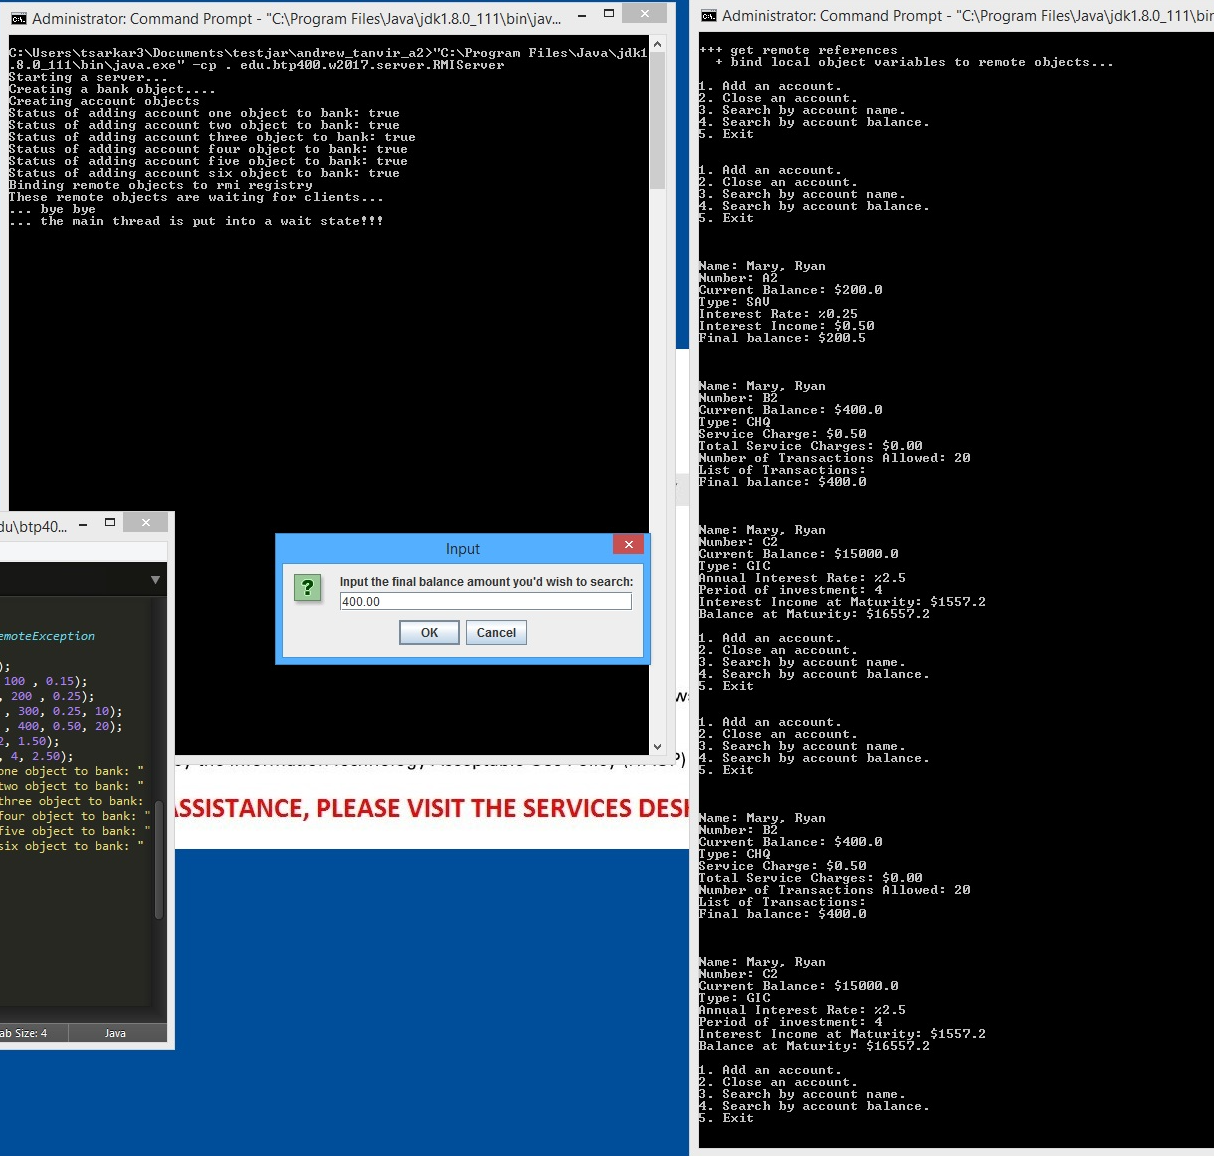 Administrator: Command Prompt - "C:\Program Files\Java\jdk1.8.0_111\bin\jav...
C:\Users\tsarkar3\Documents\testjar\andrew_tanvir_a2>"C:\Program Files\Java\jdk1
.8.0_111\bin\java.exe" -cp . edu.btp400.w2017.server.RMIServer
Starting a server...
Creating a bank object....
Creating account objects
Status of adding account one object to bank: true
Status of adding account two object to bank: true
Status of adding account three object to bank: true
Status of adding account four object to bank: true
Status of adding account five object to bank: true
Status of adding account six object to bank: true
Binding remote objects to rmi registry
These remote objects are waiting for clients...
... bye bye
... the main thread is put into a wait state!!!
du\btp40...
emoteException
);
100 , 0.15);
, 200 , 0.25);
, 300, 0.25, 10);
, 400, 0.50, 20);
2, 1.50);
, 4, 2.50);
one object to bank: "
two object to bank: "
three object to bank:
four object to bank: "
five object to bank: "
six object to bank: "
ab Size: 4
Java
Input
Input the final balance amount you'd wish to search:
400.00
OK
Cancel
ASSISTANCE, PLEASE VISIT THE SERVICES DESK
Administrator: Command Prompt - "C:\Program Files\Java\jdk1.8.0_111\bin
+++ get remote references
+ bind local object variables to remote objects...
1. Add an account.
2. Close an account.
3. Search by account name.
4. Search by account balance.
5. Exit
1. Add an account.
2. Close an account.
3. Search by account name.
4. Search by account balance.
5. Exit
Name: Mary, Ryan
Number: A2
Current Balance: $200.0
Type: SAV
Interest Rate: %0.25
Interest Income: $0.50
Final balance: $200.5
Name: Mary, Ryan
Number: B2
Current Balance: $400.0
Type: CHQ
Service Charge: $0.50
Total Service Charges: $0.00
Number of Transactions Allowed: 20
List of Transactions:
Final balance: $400.0
Name: Mary, Ryan
Number: C2
Current Balance: $15000.0
Type: GIC
Annual Interest Rate: %2.5
Period of investment: 4
Interest Income at Maturity: $1557.2
Balance at Maturity: $16557.2
1. Add an account.
2. Close an account.
3. Search by account name.
4. Search by account balance.
5. Exit
1. Add an account.
2. Close an account.
3. Search by account name.
4. Search by account balance.
5. Exit
Name: Mary, Ryan
Number: B2
Current Balance: $400.0
Type: CHQ
Service Charge: $0.50
Total Service Charges: $0.00
Number of Transactions Allowed: 20
List of Transactions:
Final balance: $400.0
Name: Mary, Ryan
Number: C2
Current Balance: $15000.0
Type: GIC
Annual Interest Rate: %2.5
Period of investment: 4
Interest Income at Maturity: $1557.2
Balance at Maturity: $16557.2
1. Add an account.
2. Close an account.
3. Search by account name.
4. Search by account balance.
5. Exit